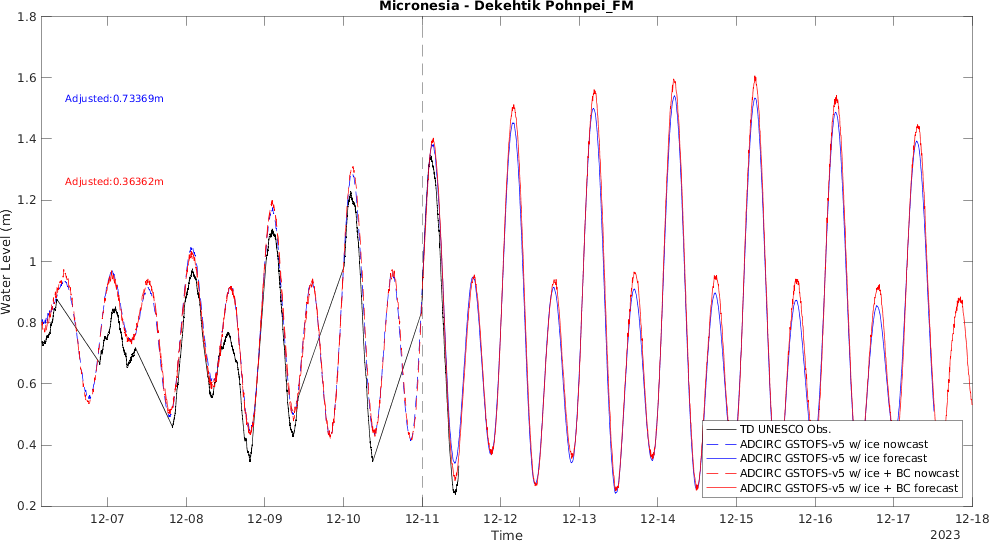 Micronesia - Dekehtik Pohnpei_FM
1.8
1.6
1.4
1.2
1
0.8
0.6
0.4
0.2
Water Level (m)
Adjusted:0.73369m
Adjusted:0.36362m
TD UNESCO Obs.
ADCIRC GSTOFS-v5 w/ ice nowcast
ADCIRC GSTOFS-v5 w/ ice forecast
ADCIRC GSTOFS-v5 w/ ice + BC nowcast
ADCIRC GSTOFS-v5 w/ ice + BC forecast
12-07 12-08 12-09 12-10 12-11 12-12 12-13 12-14 12-15 12-16 12-17 12-18
Time
2023